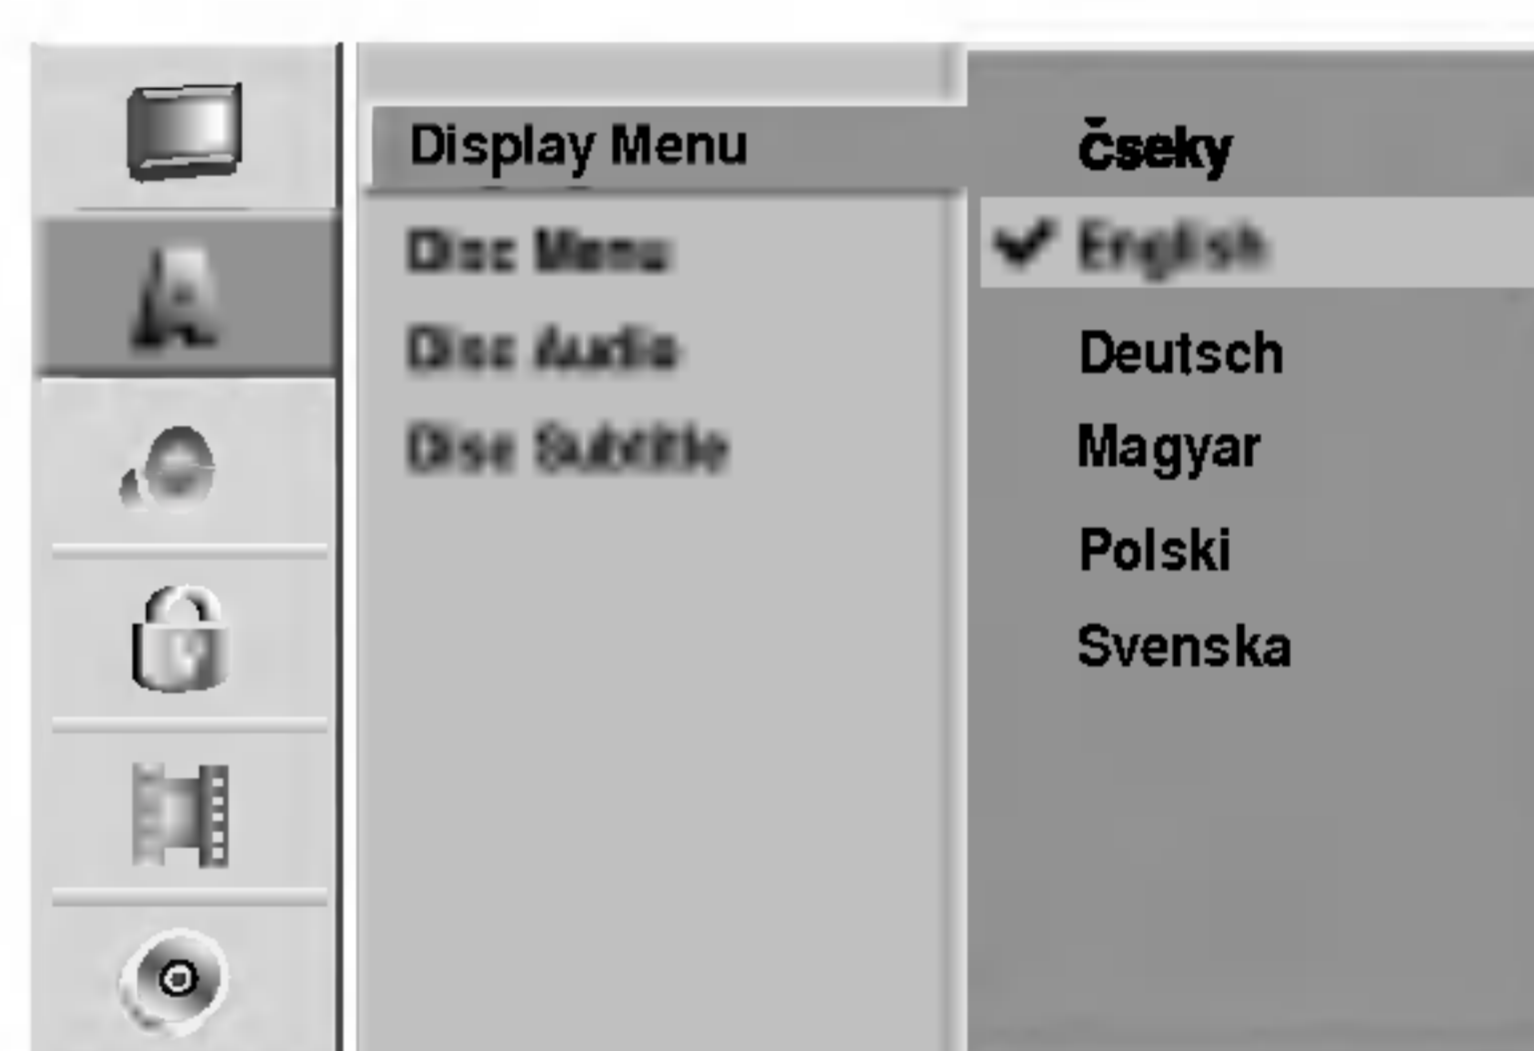 Display Menu
Disc Menu
Disc Audio
Disc Subtitle
Čseky
English
Deutsch
Magyar
Polski
Svenska